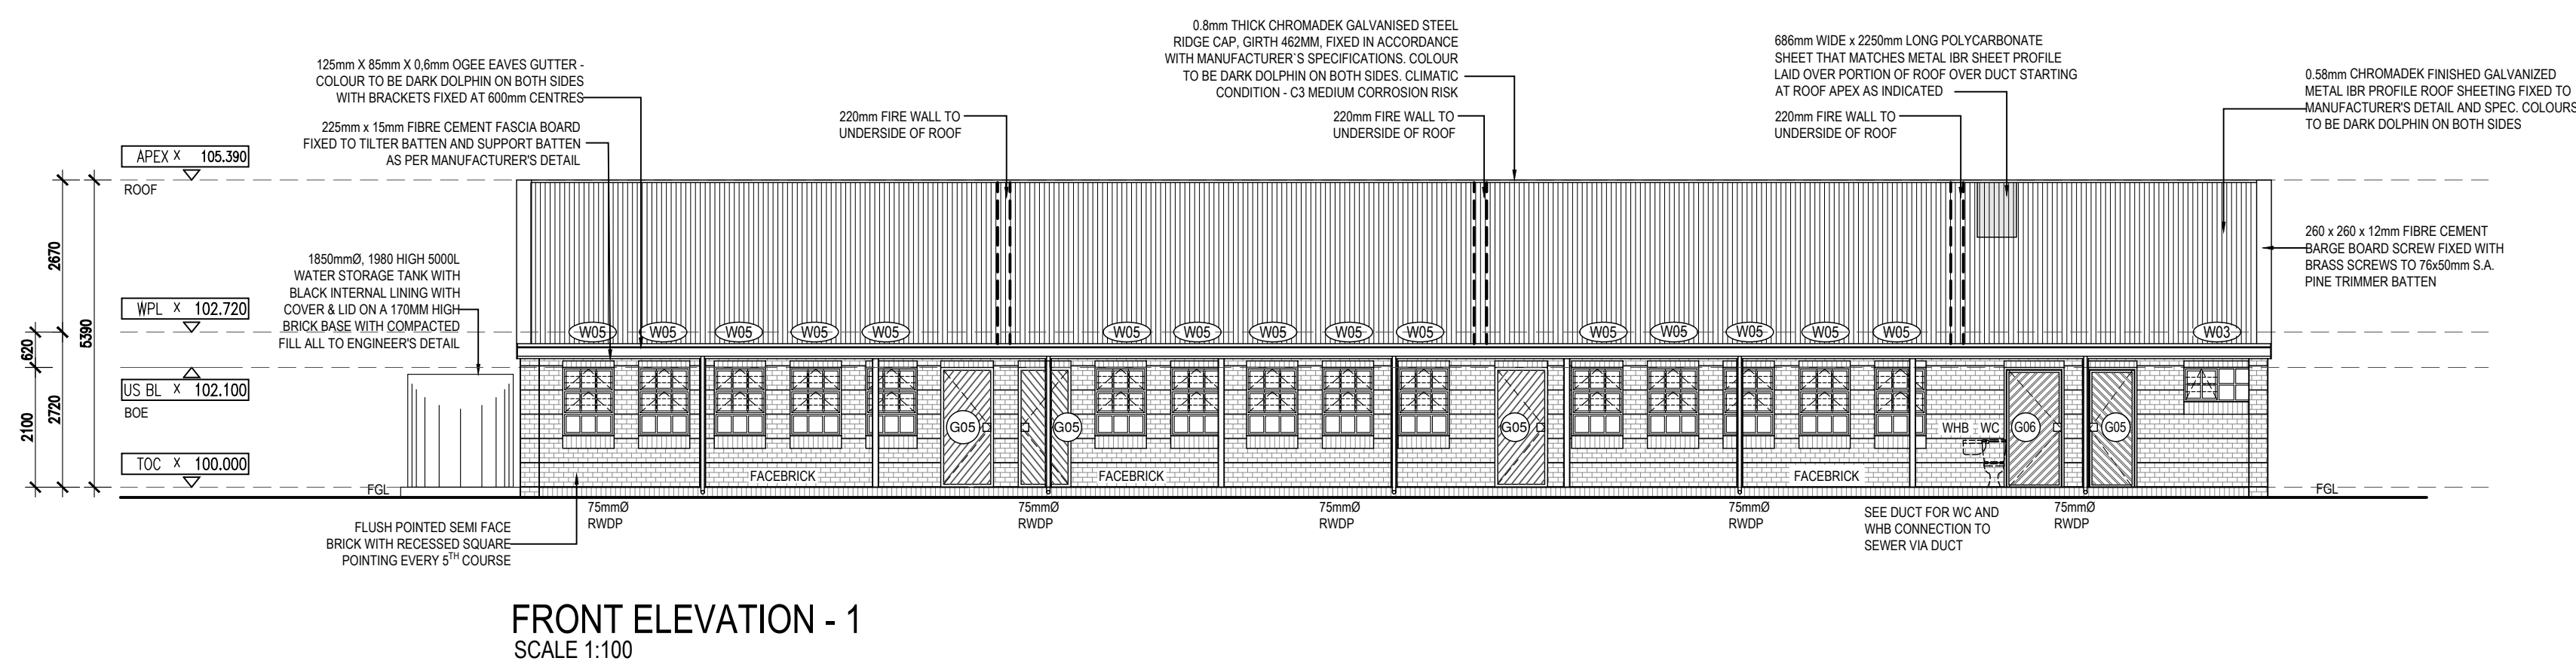 0.8mm THICK CHROMADEK GALVANISED STEEL
RIDGE CAP, GIRTH 462MM, FIXED IN ACCORDANCE
WITH MANUFACTURER`S SPECIFICATIONS. COLOUR
TO BE DARK DOLPHIN ON BOTH SIDES. CLIMATIC
CONDITION - C3 MEDIUM CORROSION RISK
686mm WIDE x 2250mm LONG POLYCARBONATE
SHEET THAT MATCHES METAL IBR SHEET PROFILE
LAID OVER PORTION OF ROOF OVER DUCT STARTING
AT ROOF APEX AS INDICATED
125mm X 85mm X 0,6mm OGEE EAVES GUTTER -
COLOUR TO BE DARK DOLPHIN ON BOTH SIDES
WITH BRACKETS FIXED AT 600mm CENTRES
0.58mm CHROMADEK FINISHED GALVANIZED
METAL IBR PROFILE ROOF SHEETING FIXED TO
MANUFACTURER'S DETAIL AND SPEC. COLOURS
TO BE DARK DOLPHIN ON BOTH SIDES
220mm FIRE WALL TO
UNDERSIDE OF ROOF
220mm FIRE WALL TO
UNDERSIDE OF ROOF
220mm FIRE WALL TO
UNDERSIDE OF ROOF
225mm x 15mm FIBRE CEMENT FASCIA BOARD
FIXED TO TILTER BATTEN AND SUPPORT BATTEN
AS PER MANUFACTURER'S DETAIL
APEX X 105.390
ROOF
2670
5390
260 x 260 x 12mm FIBRE CEMENT
BARGE BOARD SCREW FIXED WITH
BRASS SCREWS TO 76x50mm S.A.
PINE TRIMMER BATTEN
1850mmØ, 1980 HIGH 5000L
WATER STORAGE TANK WITH
BLACK INTERNAL LINING WITH
COVER & LID ON A 170MM HIGH
BRICK BASE WITH COMPACTED
FILL ALL TO ENGINEER'S DETAIL
WPL X 102.720
W05 W05 W05 W05 W05 W05 W05 W05 W05 W05 W05 W05 W05 W05 W05 W03
620
US BL X 102.100
BOE
2100
2720
G05 G05 G05 WHB WC G06 G05
TOC X 100.000
FACEBRICK FACEBRICK FACEBRICK
FGL FGL
75mmØ
RWDP
75mmØ
RWDP
75mmØ
RWDP
75mmØ
RWDP
75mmØ
RWDP
SEE DUCT FOR WC AND
WHB CONNECTION TO
SEWER VIA DUCT
FLUSH POINTED SEMI FACE
BRICK WITH RECESSED SQUARE
POINTING EVERY 5TH COURSE
FRONT ELEVATION - 1
SCALE 1:100